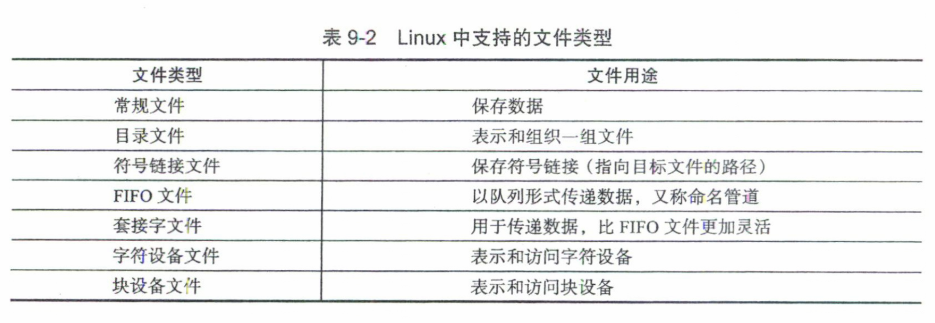 表 9-2 Linux 中支持的文件类型
文件类型 文件用途
常规文件 保存数据
目录文件 表示和组织一组文件
符号链接文件 保存符号链接（指向目标文件的路径）
FIFO 文件 以队列形式传递数据，又称命名管道
套接字文件 用于传递数据，比 FIFO 文件更加灵活
字符设备文件 表示和访问字符设备
块设备文件 表示和访问块设备